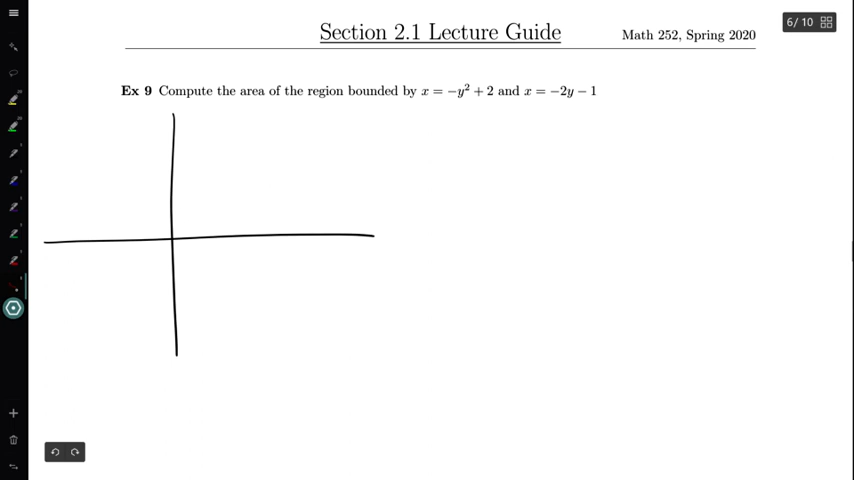 6/10
Section 2.1 Lecture Guide
Math 252, Spring 2020
Ex 9 Compute the area of the region bounded by x = −y² + 2 and x = −2y − 1